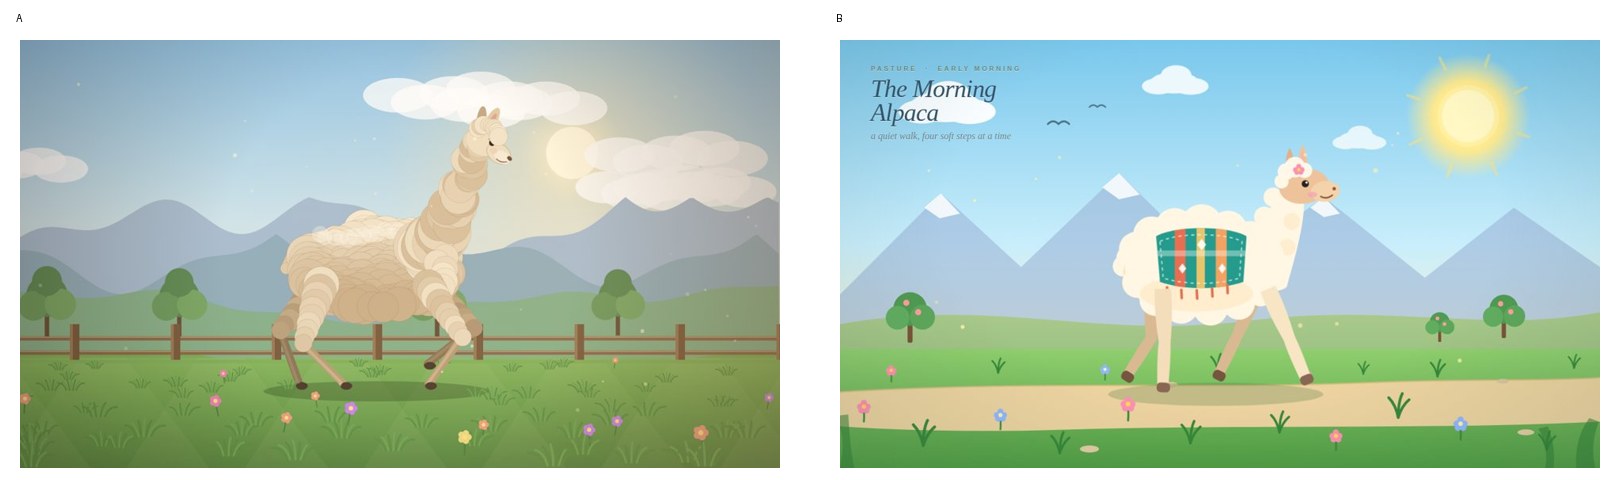 A
B
PASTURE · EARLY MORNING
The Morning
Alpaca
a quiet walk, four soft steps at a time